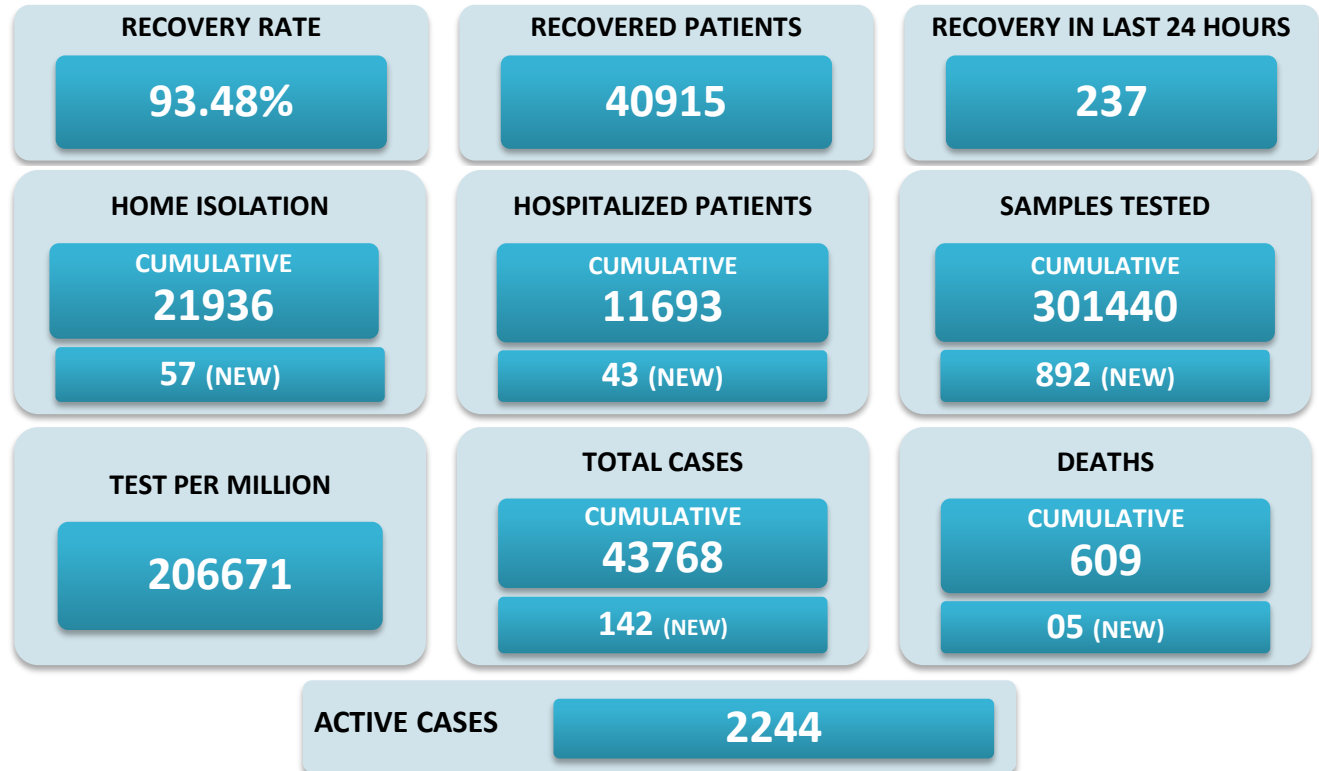 RECOVERY RATE
93.48%
RECOVERED PATIENTS
40915
RECOVERY IN LAST 24 HOURS
237
HOME ISOLATION
CUMULATIVE
21936
57 (NEW)
HOSPITALIZED PATIENTS
CUMULATIVE
11693
43 (NEW)
SAMPLES TESTED
CUMULATIVE
301440
892 (NEW)
TEST PER MILLION
206671
TOTAL CASES
CUMULATIVE
43768
142 (NEW)
DEATHS
CUMULATIVE
609
05 (NEW)
ACTIVE CASES
2244